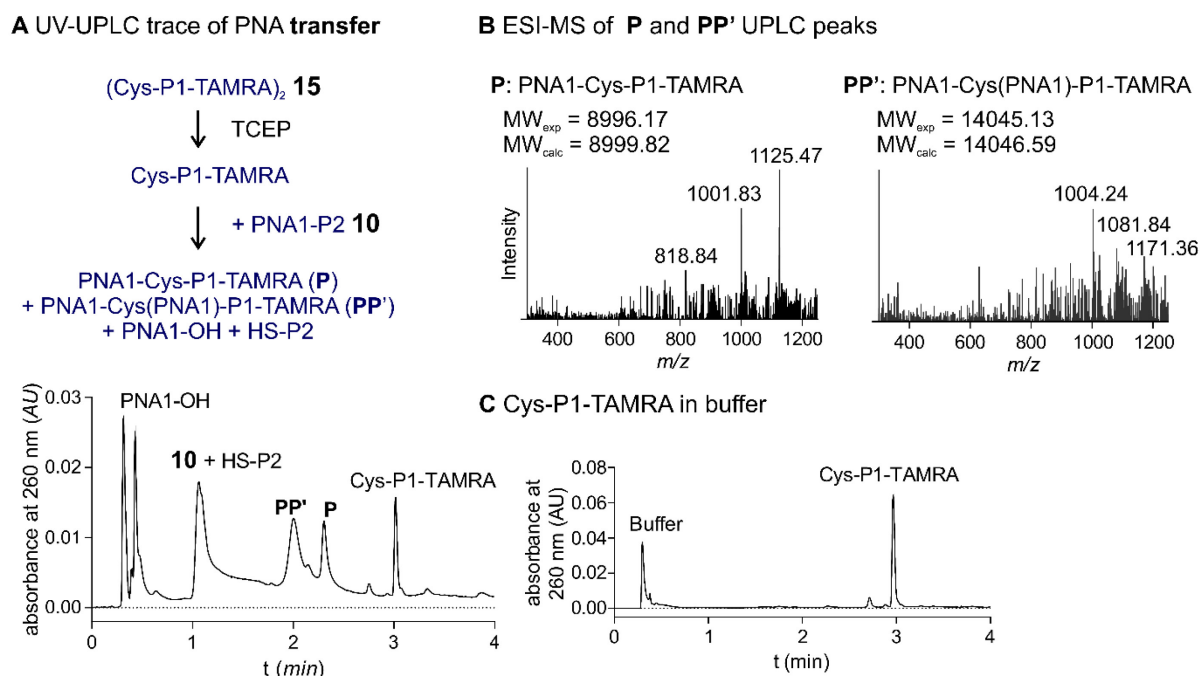 A UV-UPLC trace of PNA transfer
(Cys-P1-TAMRA)₂ 15
TCEP
Cys-P1-TAMRA
+ PNA1-P2 10
PNA1-Cys-P1-TAMRA (P)
+ PNA1-Cys(PNA1)-P1-TAMRA (PP')
+ PNA1-OH + HS-P2
absorbance at 260 nm (AU)
0.03
0.02
0.01
0.00
PNA1-OH
10 + HS-P2
PP'
P
Cys-P1-TAMRA
0 1 2 3 4
t (min)
B ESI-MS of P and PP' UPLC peaks
P: PNA1-Cys-P1-TAMRA
MWexp = 8996.17
MWcalc = 8999.82
1125.47
1001.83
818.84
Intensity
400 600 800 1000 1200
m/z
PP': PNA1-Cys(PNA1)-P1-TAMRA
MWexp = 14045.13
MWcalc = 14046.59
1004.24
1081.84
1171.36
400 600 800 1000 1200
m/z
C Cys-P1-TAMRA in buffer
absorbance at
260 nm (AU)
0.08
0.06
0.04
0.02
0.00
Buffer
Cys-P1-TAMRA
0 1 2 3 4
t (min)